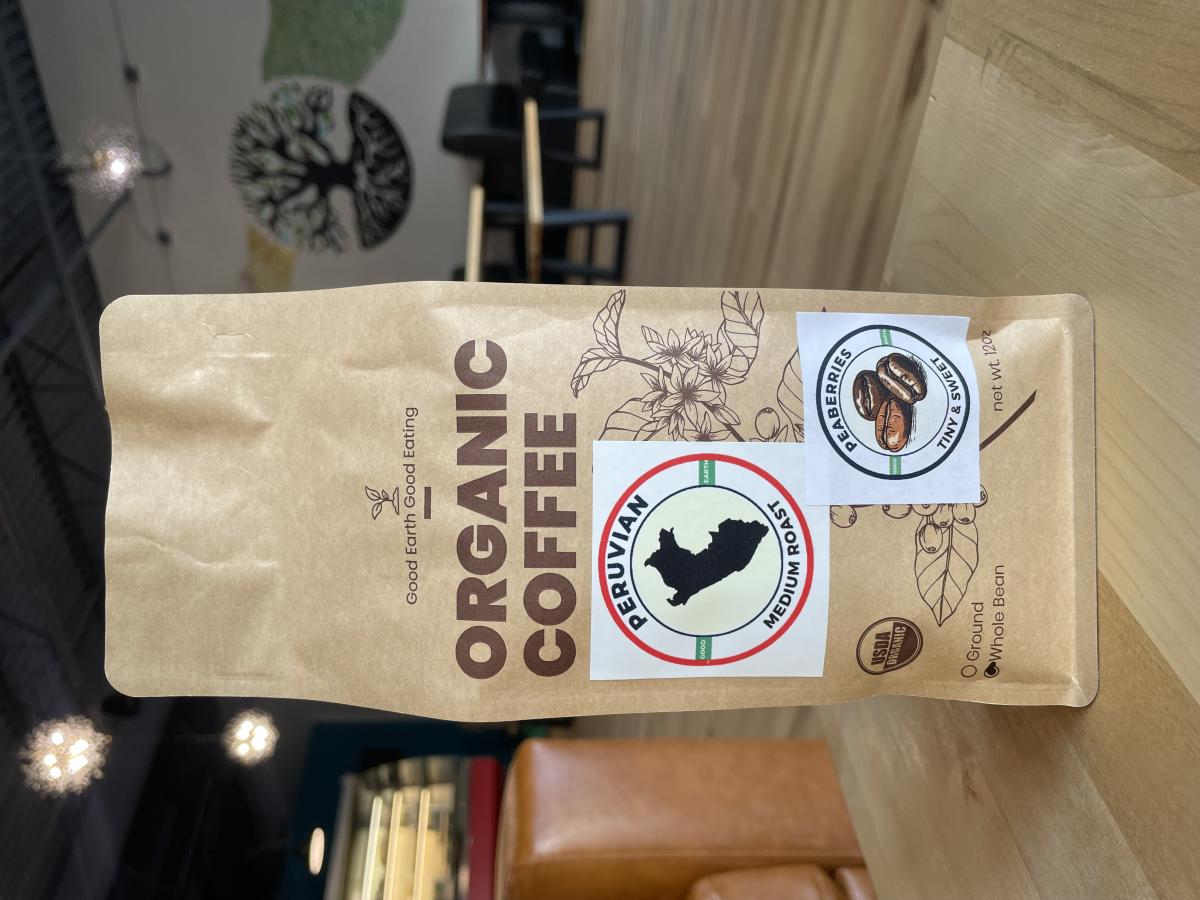 Good Earth Good Eating
ORGANIC
COFFEE
PERUVIAN
GOOD
EARTH
MEDIUM ROAST
PEABERRIES
GOOD
EARTH
TINY & SWEET
USDA
ORGANIC
Ground
Whole Bean
net wt 12oz